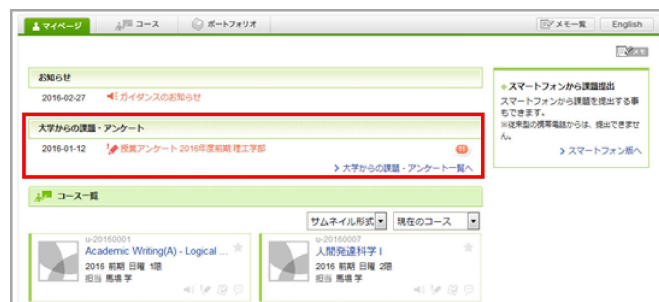 マイページ
コース
ポートフォリオ
メモ一覧
English
メモ
お知らせ
2016-02-27 ガイダンスのお知らせ
大学からの課題・アンケート
2016-01-12 授業アンケート 2016年度前期 理工学部
大学からの課題・アンケート一覧へ
スマートフォンから課題提出
スマートフォンから課題を提出する事
もできます。
※従来型の携帯電話からは、提出できませ
ん。
スマートフォン版へ
コース一覧
サムネイル形式
現在のコース
u-20160001
Academic Writing(A) - Logical ...
2016 前期 日曜 1限
担当 馬場 学
u-20160007
人間発達科学 I
2016 前期 日曜 2限
担当 馬場 学